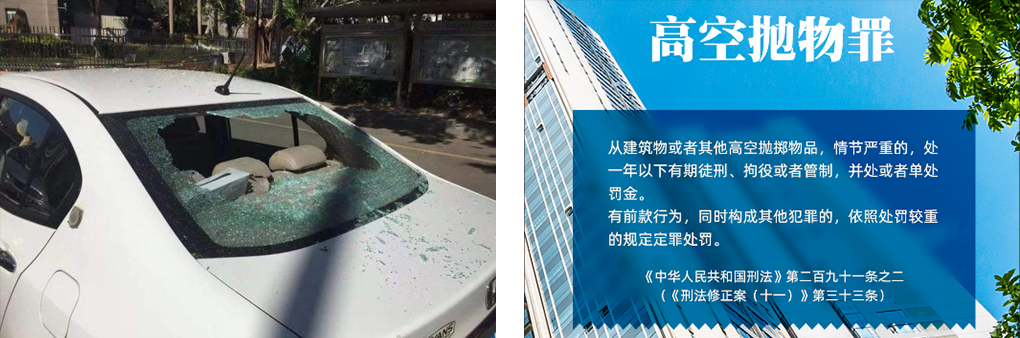 高空抛物罪
从建筑物或者其他高空抛掷物品，情节严重的，处
一年以下有期徒刑、拘役或者管制，并处或者单处
罚金。
有前款行为，同时构成其他犯罪的，依照处罚较重
的规定定罪处罚。
《中华人民共和国刑法》第二百九十一条之二
（《刑法修正案（十一）》第三十三条）